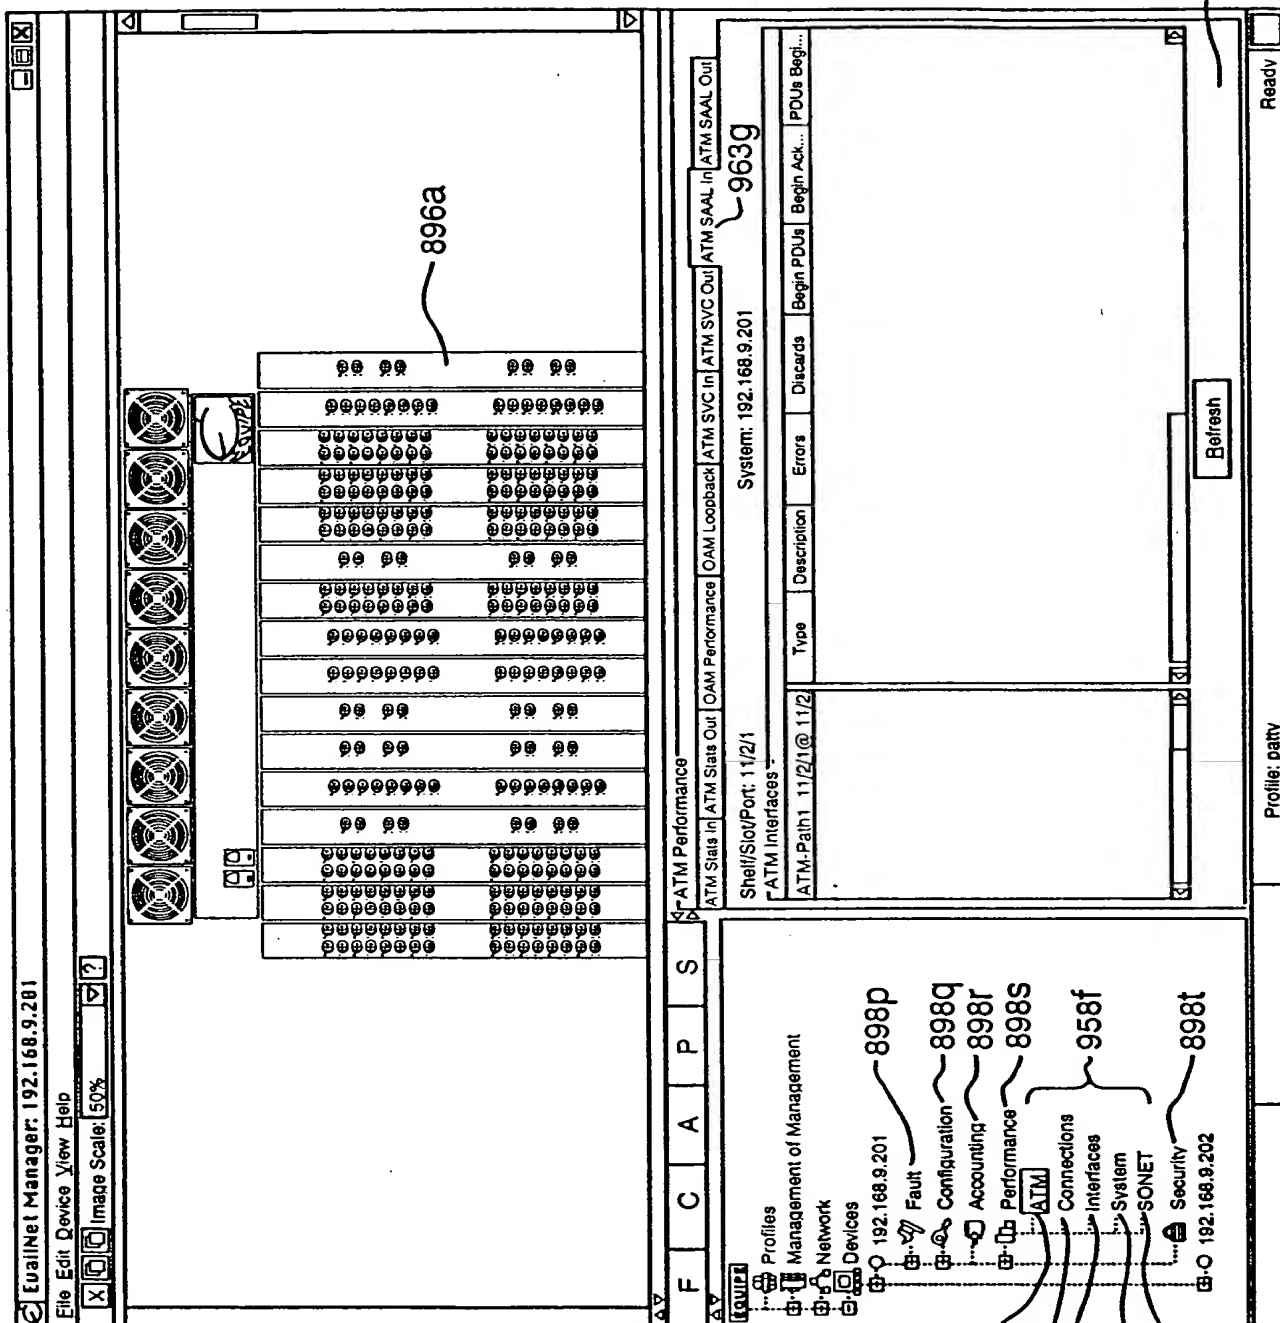 EuailNet Manager: 192.168.9.201
File Edit Device View Help
Image Scale: 50% ?
896a
F C A P S
EQUIPE
Profiles
Management of Management
Network
Devices
192.168.9.201
Fault
898p
Configuration
898q
Accounting
898r
Performance
898s
ATM
Connections
Interfaces
System
SONET
958f
Security
898t
192.168.9.202
ATM Performance
ATM Stats In ATM Stats Out OAM Performance OAM Loopback ATM SVC In ATM SVC Out ATM SAAL In ATM SAAL Out
963g
Shelf/Slot/Port: 11/2/1 System: 192.168.9.201
ATM Interfaces
Type Description Errors Discards Begin PDUs Begin Ack... PDUs Begi...
ATM-Path1 11/2/1@ 11/2
Refresh
Profile: patty Ready